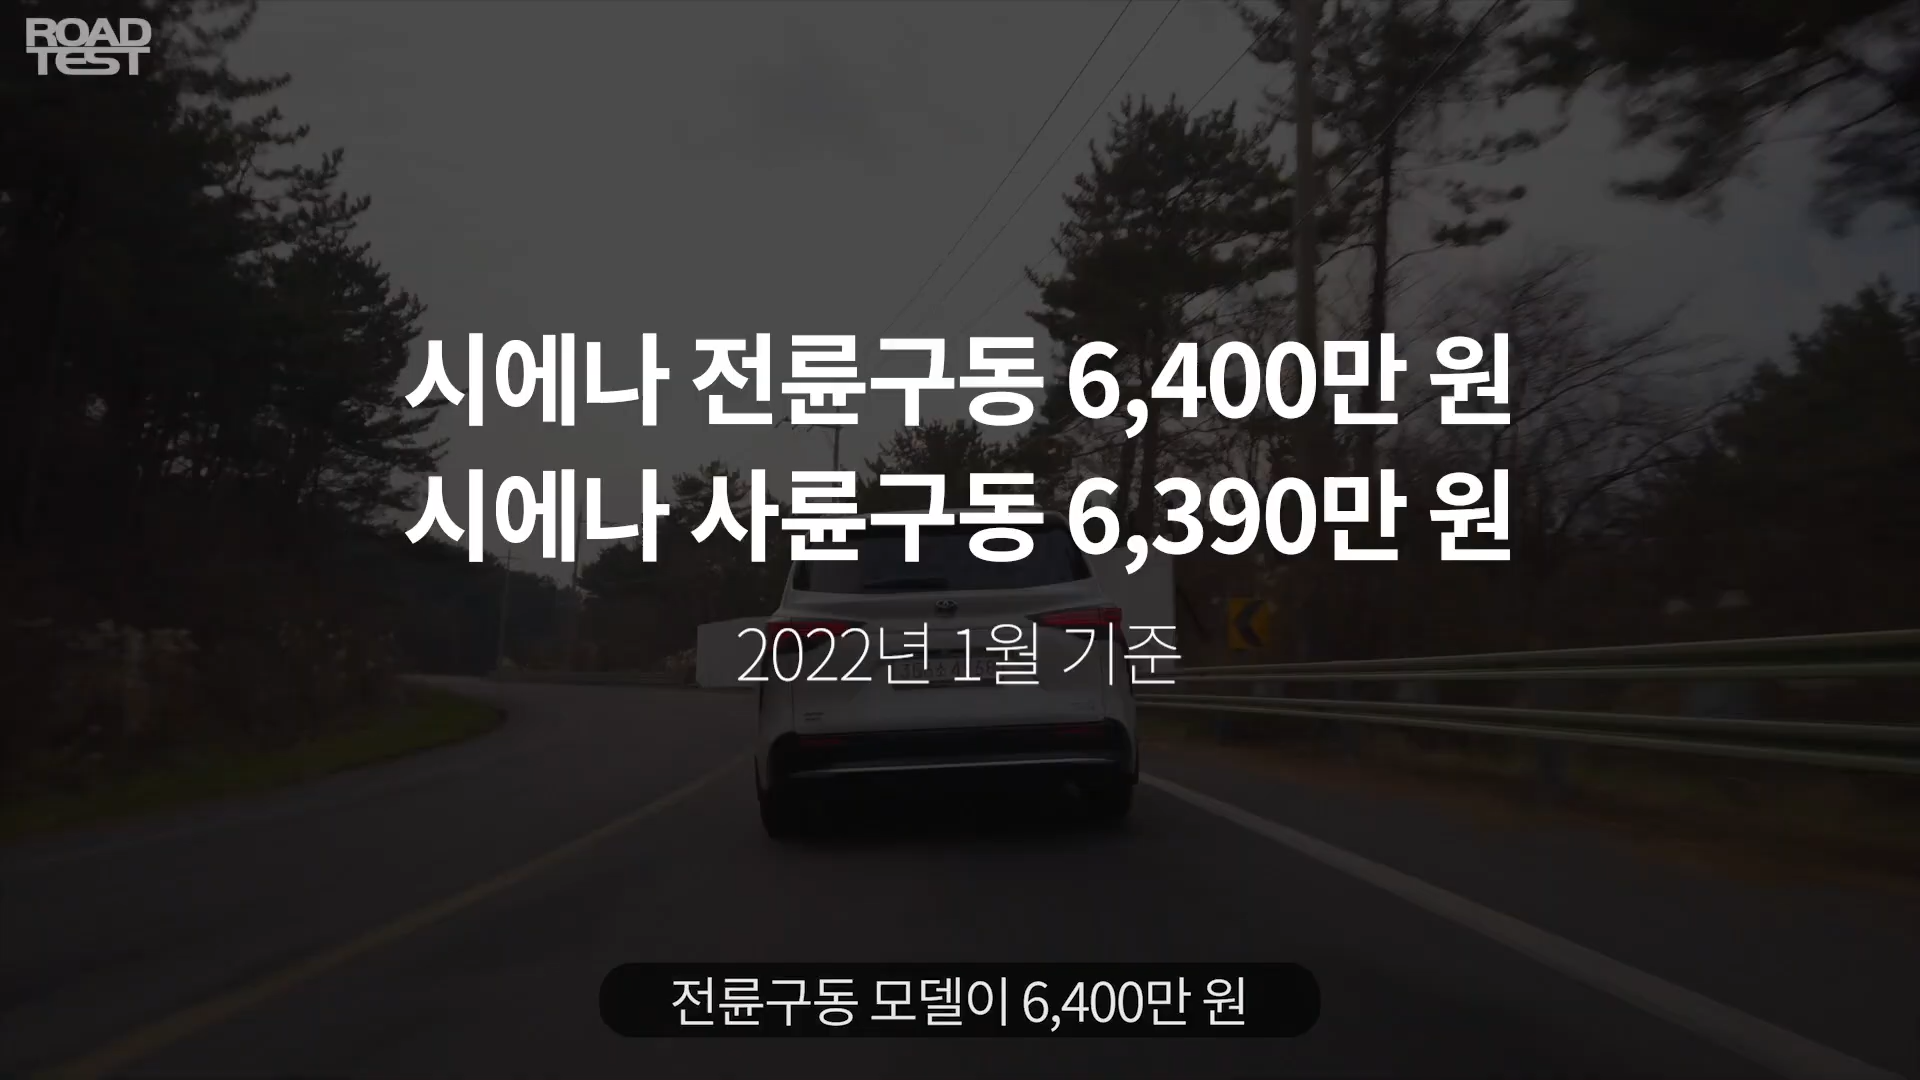 ROAD
TEST
시에나 전륜구동 6,400만 원
시에나 사륜구동 6,390만 원
2022년 1월 기준
전륜구동 모델이 6,400만 원